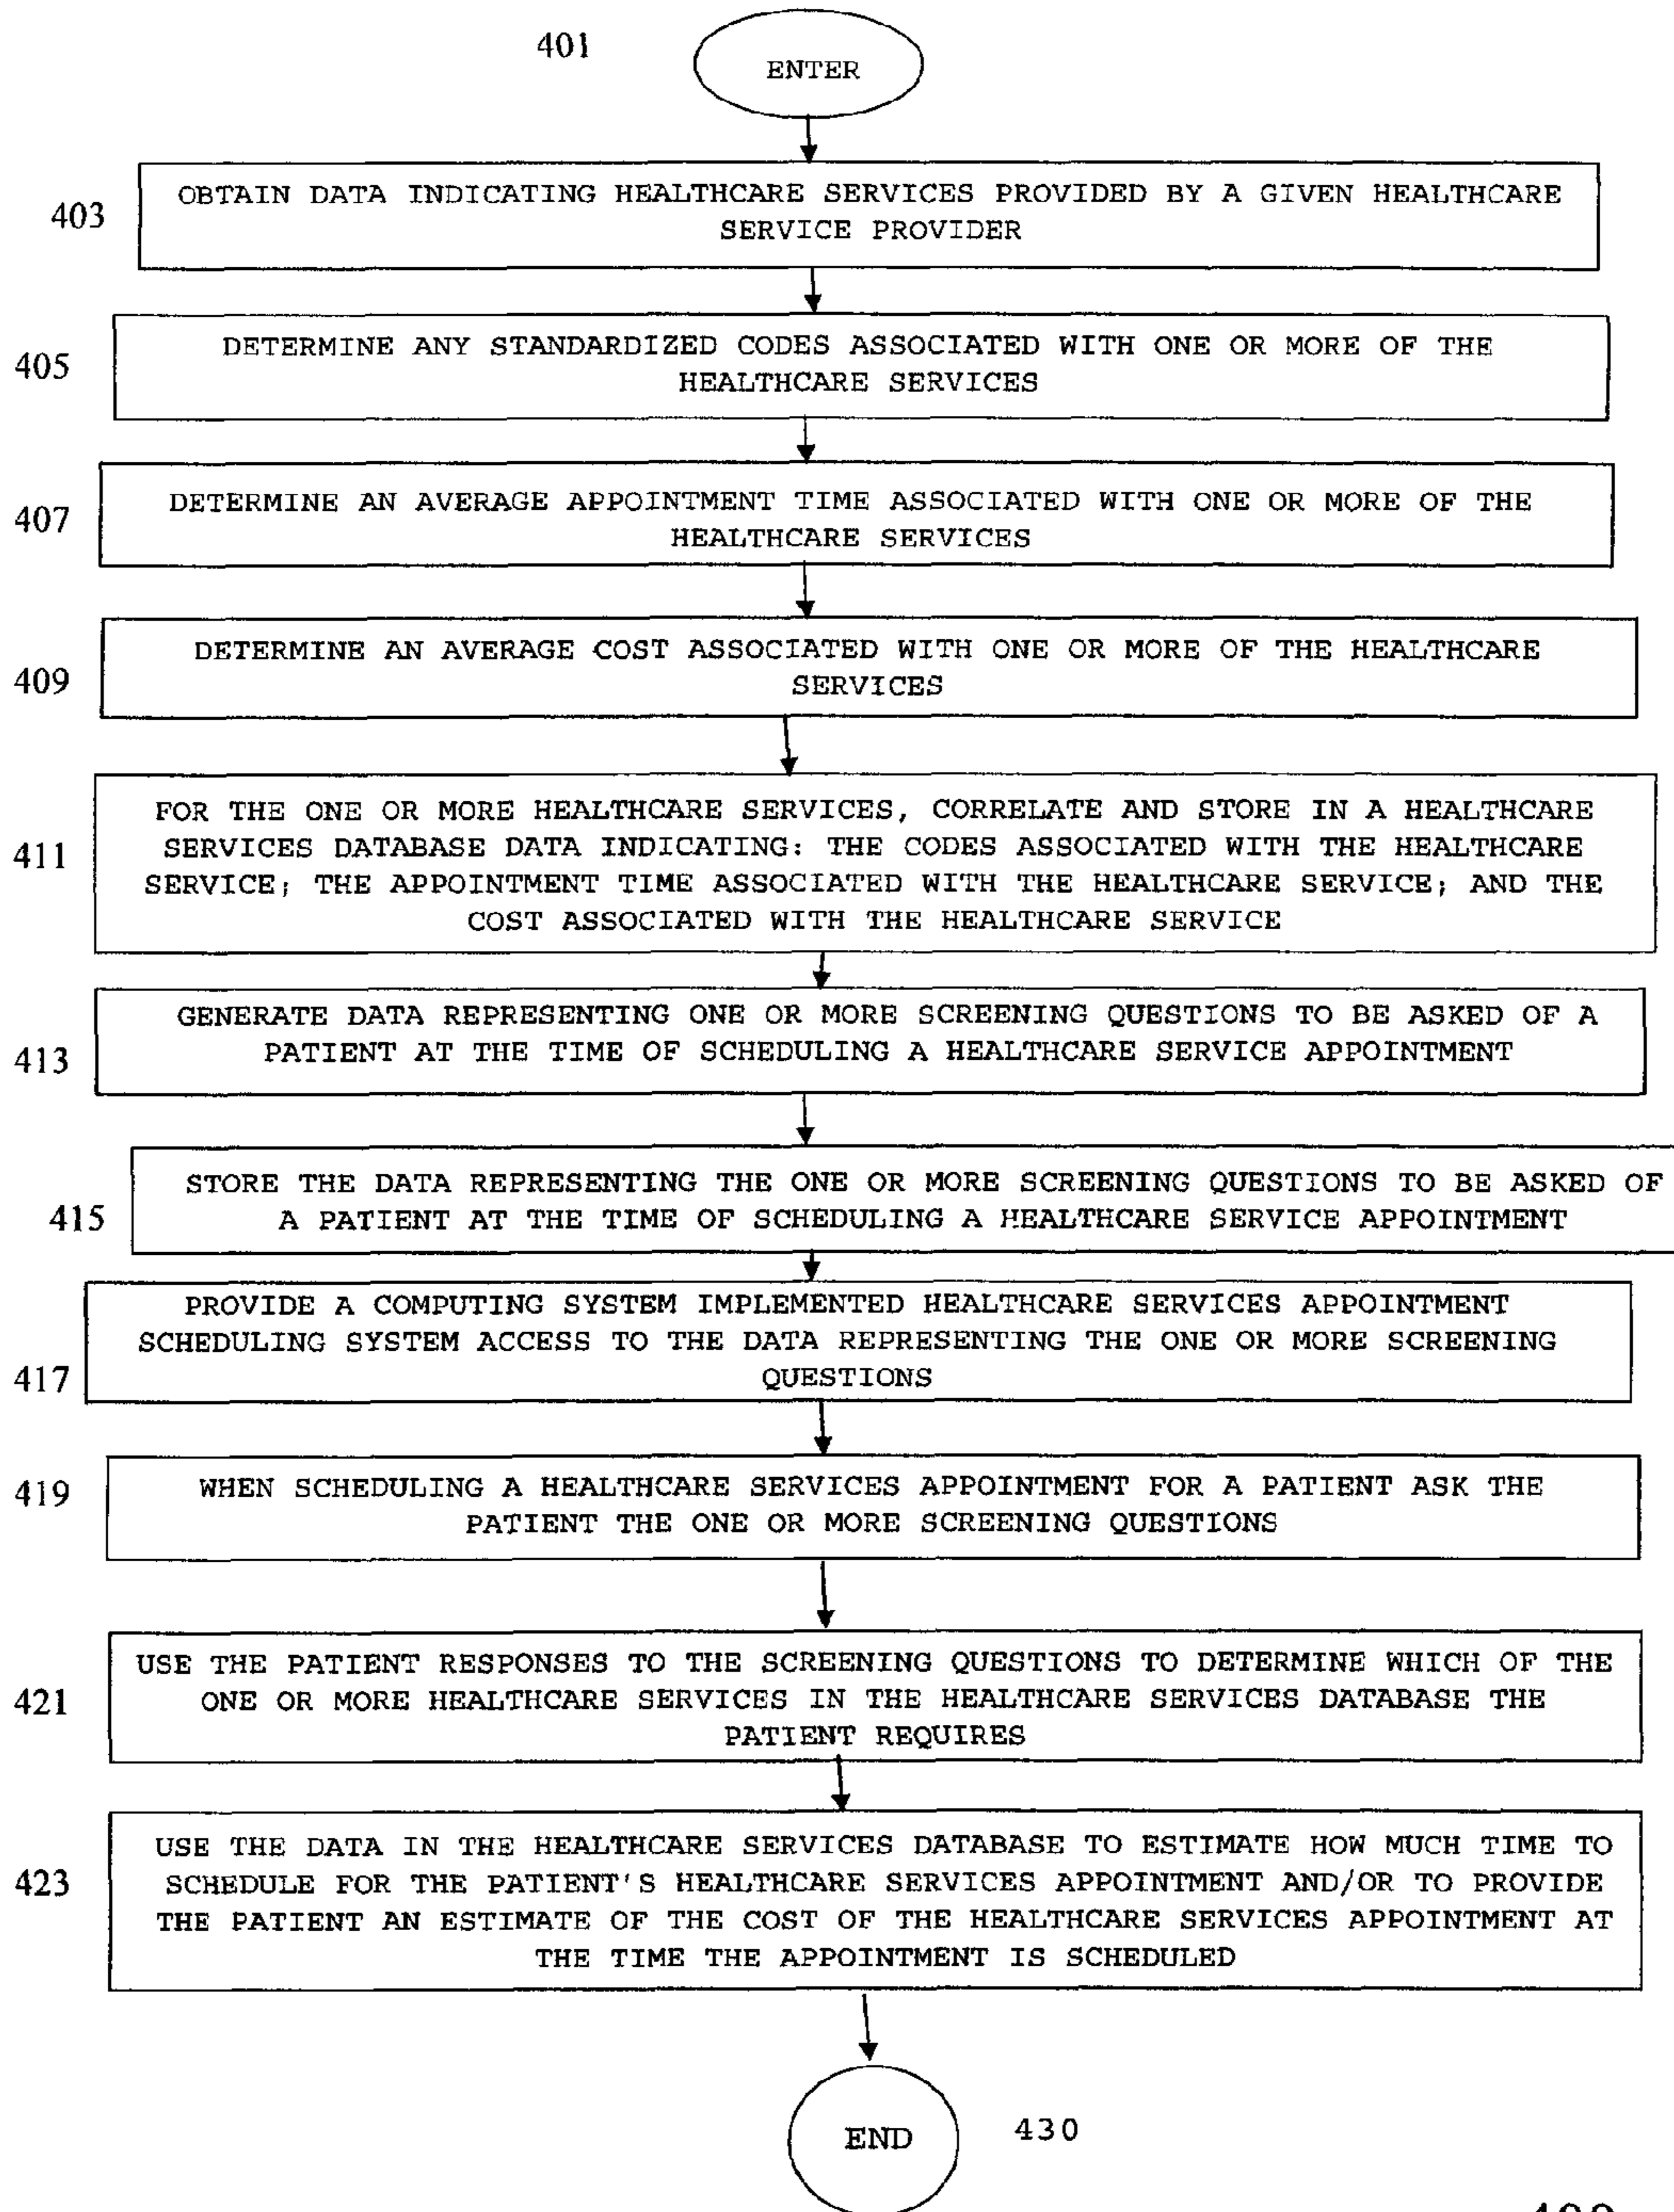 401
ENTER
403
OBTAIN DATA INDICATING HEALTHCARE SERVICES PROVIDED BY A GIVEN HEALTHCARE
SERVICE PROVIDER
405
DETERMINE ANY STANDARDIZED CODES ASSOCIATED WITH ONE OR MORE OF THE
HEALTHCARE SERVICES
407
DETERMINE AN AVERAGE APPOINTMENT TIME ASSOCIATED WITH ONE OR MORE OF THE
HEALTHCARE SERVICES
409
DETERMINE AN AVERAGE COST ASSOCIATED WITH ONE OR MORE OF THE HEALTHCARE
SERVICES
411
FOR THE ONE OR MORE HEALTHCARE SERVICES, CORRELATE AND STORE IN A HEALTHCARE
SERVICES DATABASE DATA INDICATING: THE CODES ASSOCIATED WITH THE HEALTHCARE
SERVICE; THE APPOINTMENT TIME ASSOCIATED WITH THE HEALTHCARE SERVICE; AND THE
COST ASSOCIATED WITH THE HEALTHCARE SERVICE
413
GENERATE DATA REPRESENTING ONE OR MORE SCREENING QUESTIONS TO BE ASKED OF A
PATIENT AT THE TIME OF SCHEDULING A HEALTHCARE SERVICE APPOINTMENT
415
STORE THE DATA REPRESENTING THE ONE OR MORE SCREENING QUESTIONS TO BE ASKED OF
A PATIENT AT THE TIME OF SCHEDULING A HEALTHCARE SERVICE APPOINTMENT
417
PROVIDE A COMPUTING SYSTEM IMPLEMENTED HEALTHCARE SERVICES APPOINTMENT
SCHEDULING SYSTEM ACCESS TO THE DATA REPRESENTING THE ONE OR MORE SCREENING
QUESTIONS
419
WHEN SCHEDULING A HEALTHCARE SERVICES APPOINTMENT FOR A PATIENT ASK THE
PATIENT THE ONE OR MORE SCREENING QUESTIONS
421
USE THE PATIENT RESPONSES TO THE SCREENING QUESTIONS TO DETERMINE WHICH OF THE
ONE OR MORE HEALTHCARE SERVICES IN THE HEALTHCARE SERVICES DATABASE THE
PATIENT REQUIRES
423
USE THE DATA IN THE HEALTHCARE SERVICES DATABASE TO ESTIMATE HOW MUCH TIME TO
SCHEDULE FOR THE PATIENT'S HEALTHCARE SERVICES APPOINTMENT AND/OR TO PROVIDE
THE PATIENT AN ESTIMATE OF THE COST OF THE HEALTHCARE SERVICES APPOINTMENT AT
THE TIME THE APPOINTMENT IS SCHEDULED
END
430